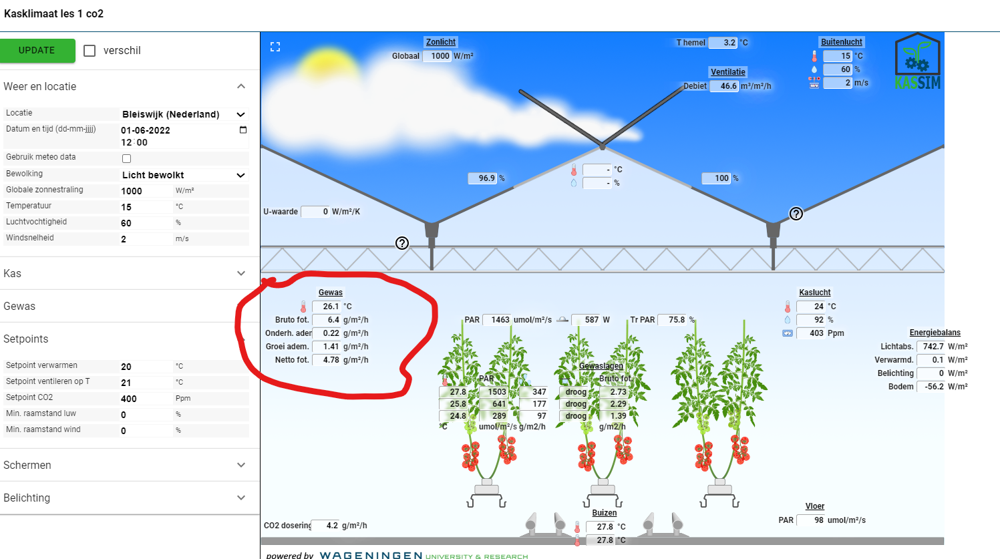 Kasklimaat les 1 co2
UPDATE
verschil
Weer en locatie
Locatie Bleiswijk (Nederland)
Datum en tijd (dd-mm-jjjj) 01-06-2022
12:00
Gebruik meteo data
Bewolking Licht bewolkt
Globale zonnestraling 1000 W/m²
Temperatuur 15 °C
Luchtvochtigheid 60 %
Windsnelheid 2 m/s
Kas
Gewas
Setpoints
Setpoint verwarmen 20 °C
Setpoint ventileren op T 21 °C
Setpoint CO2 400 Ppm
Min. raamstand luw 0 %
Min. raamstand wind 0 %
Schermen
Belichting
Zonlicht
Globaal 1000 W/m²
T hemel 3.2 °C
Ventilatie
Debiet 46.6 m³/m²/h
Buitenlucht
15 °C
60 %
2 m/s
KASSIM
- °C
- %
96.9 %
100 %
U-waarde 0 W/m²/K
?
?
Gewas
26.1 °C
Bruto fot. 6.4 g/m²/h
Onderh. adem 0.22 g/m²/h
Groei adem. 1.41 g/m²/h
Netto fot. 4.78 g/m²/h
PAR 1463 umol/m²/s 587 W Tr PAR 75.8 %
Kaslucht
24 °C
92 %
403 Ppm
Energiebalans
Lichtabs. 742.7 W/m²
Verwarmd. 0.1 W/m²
Belichting 0 W/m²
Bodem -56.2 W/m²
Gewaslagen
PAR Bruto fot.
27.8 1503 347 droog 2.73
25.8 641 177 droog 2.29
24.8 289 97 droog 1.39
°C umol/m²/s g/m2/h g/m2/h
Vloer
PAR 98 umol/m²/s
Buizen
27.8 °C
27.8 °C
CO2 dosering 4.2 g/m²/h
powered by WAGENINGEN UNIVERSITY & RESEARCH